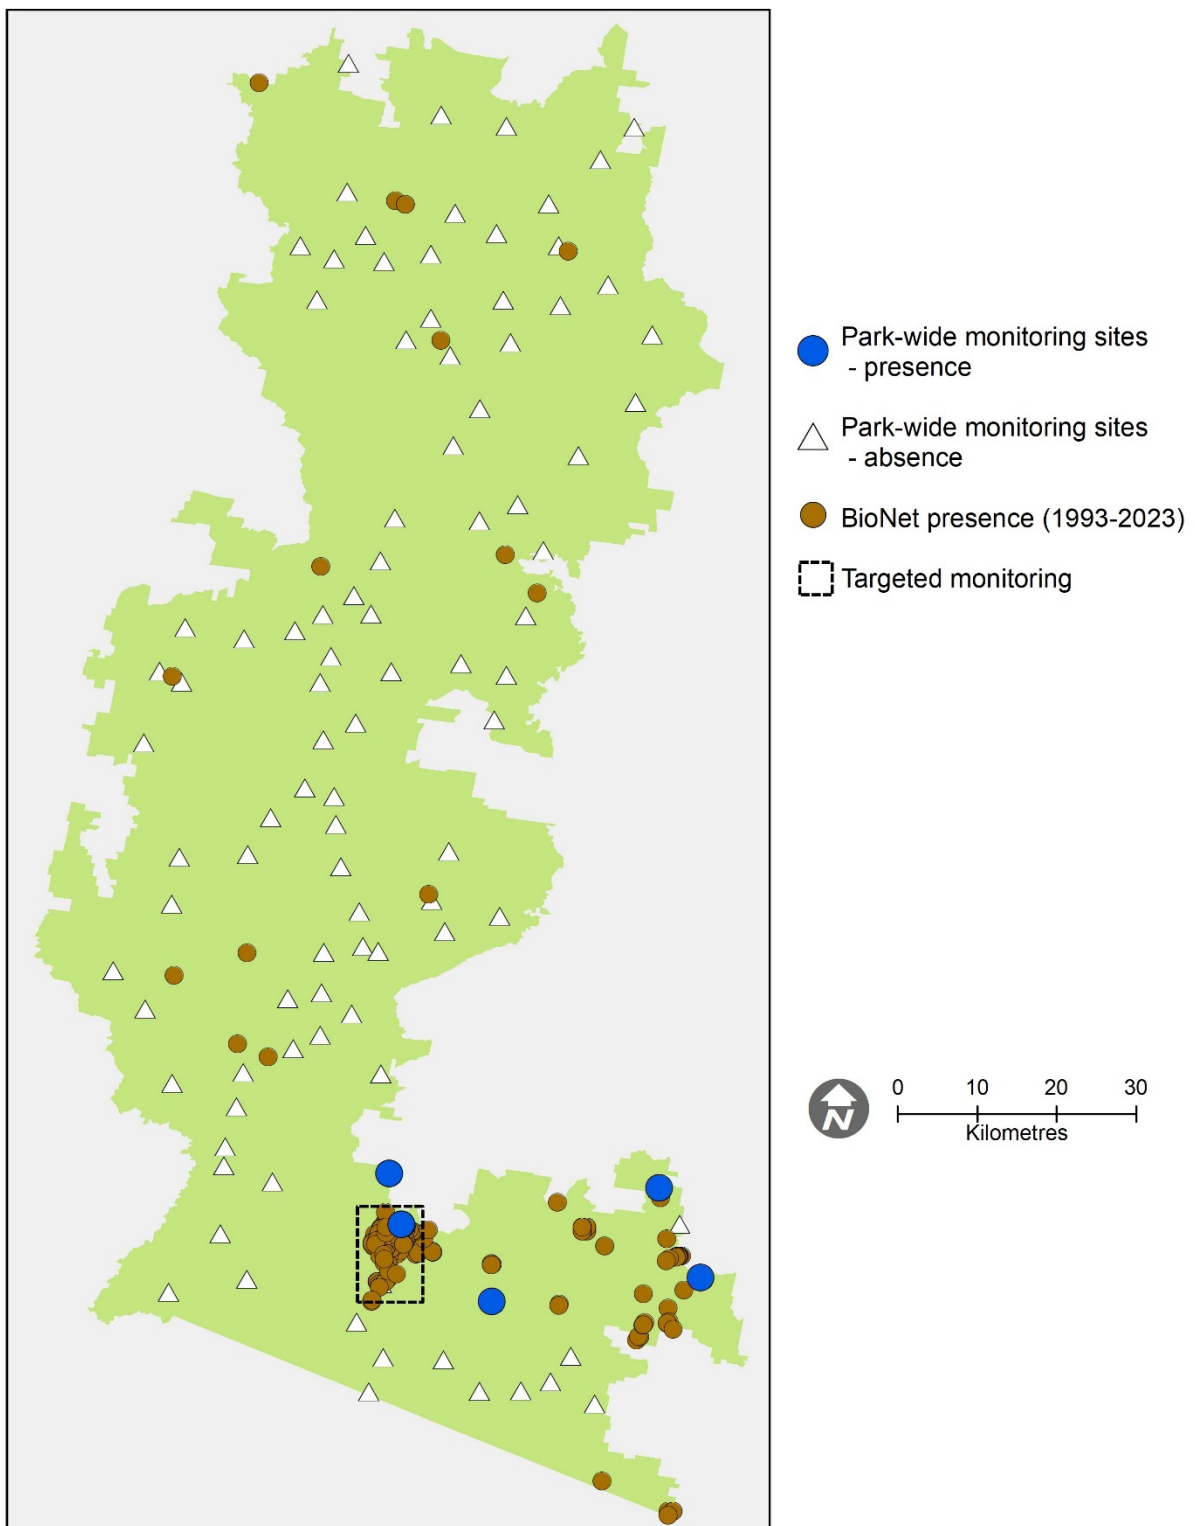 Park-wide monitoring sites
- presence
Park-wide monitoring sites
- absence
BioNet presence (1993-2023)
Targeted monitoring
N
0 10 20 30
Kilometres